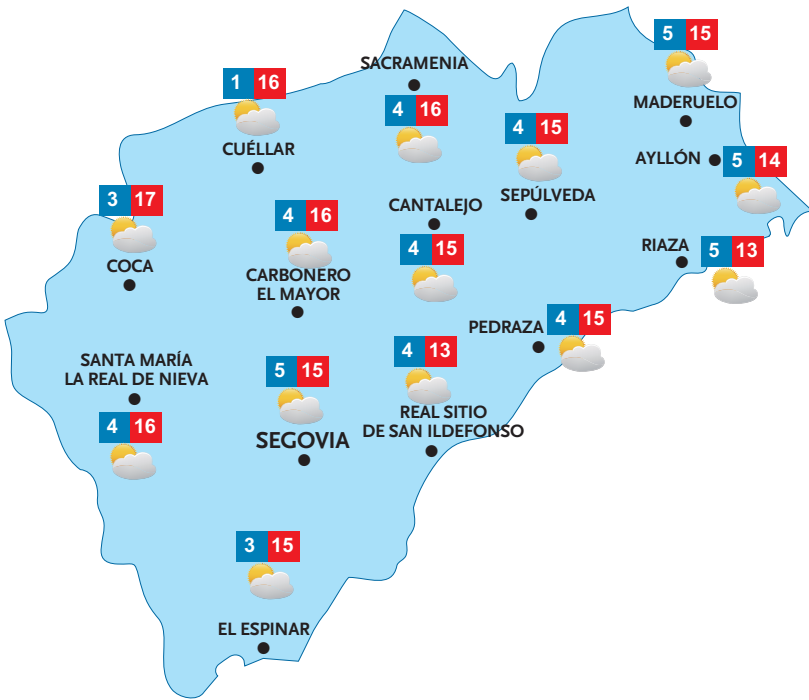 5 15
MADERUELO
SACRAMENIA
4 16
1 16
CUÉLLAR
4 15
SEPÚLVEDA
AYLLÓN
5 14
3 17
COCA
4 16
CARBONERO
EL MAYOR
CANTALEJO
4 15
RIAZA
5 13
PEDRAZA
4 15
SANTA MARÍA
LA REAL DE NIEVA
4 16
5 15
SEGOVIA
4 13
REAL SITIO
DE SAN ILDEFONSO
3 15
EL ESPINAR